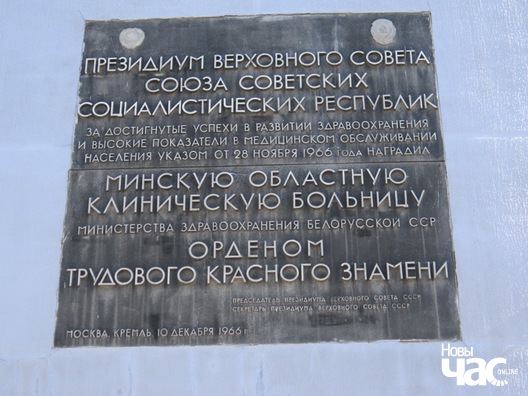 ПРЕЗИДИУМ ВЕРХОВНОГО СОВЕТА
СОЮЗА СОВЕТСКИХ
СОЦИАЛИСТИЧЕСКИХ РЕСПУБЛИК
ЗА ДОСТИГНУТЫЕ УСПЕХИ В РАЗВИТИИ ЗДРАВООХРАНЕНИЯ
И ВЫСОКИЕ ПОКАЗАТЕЛИ В МЕДИЦИНСКОМ ОБСЛУЖИВАНИИ
НАСЕЛЕНИЯ УКАЗОМ ОТ 28 НОЯБРЯ 1966 ГОДА НАГРАДИЛ
МИНСКУЮ ОБЛАСТНУЮ
КЛИНИЧЕСКУЮ БОЛЬНИЦУ
МИНИСТЕРСТВА ЗДРАВООХРАНЕНИЯ БЕЛОРУССКОЙ ССР
ОРДЕНОМ
ТРУДОВОГО КРАСНОГО ЗНАМЕНИ
ПРЕДСЕДАТЕЛЬ ПРЕЗИДИУМА ВЕРХОВНОГО СОВЕТА СССР
СЕКРЕТАРЬ ПРЕЗИДИУМА ВЕРХОВНОГО СОВЕТА СССР
МОСКВА, КРЕМЛЬ, 10 ДЕКАБРЯ 1966 г.
НОВЫ
ЧАС
ONLINE